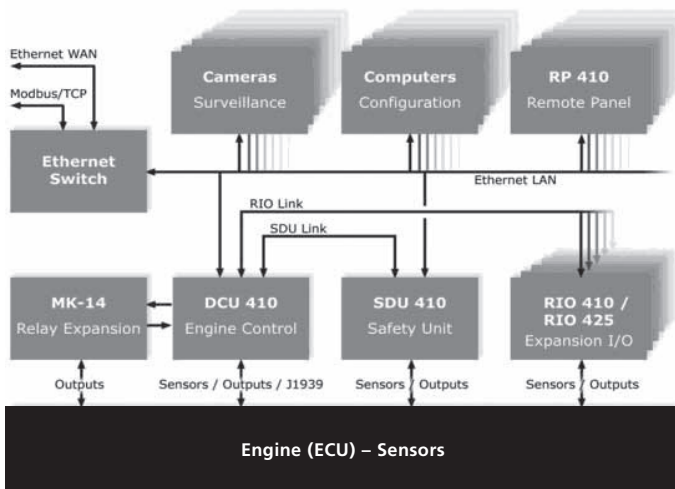 Ethernet WAN
Modbus/TCP
Ethernet
Switch
Cameras
Surveillance
Computers
Configuration
RP 410
Remote Panel
Ethernet LAN
RIO Link
SDU Link
MK-14
Relay Expansion
DCU 410
Engine Control
SDU 410
Safety Unit
RIO 410 /
RIO 425
Expansion I/O
Outputs
Sensors / Outputs / J1939
Sensors / Outputs
Sensors / Outputs
Engine (ECU) – Sensors